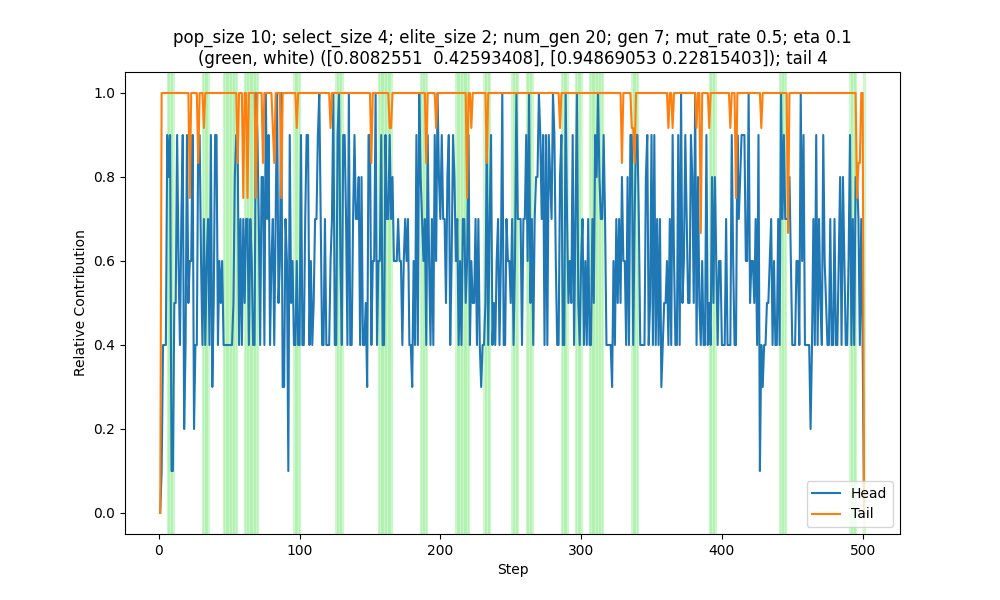 pop_size 10; select_size 4; elite_size 2; num_gen 20; gen 7; mut_rate 0.5; eta 0.1
(green, white) ([0.8082551  0.42593408], [0.94869053 0.22815403]); tail 4
Relative Contribution
1.0
0.8
0.6
0.4
0.2
0.0
Head
Tail
0 100 200 300 400 500
Step